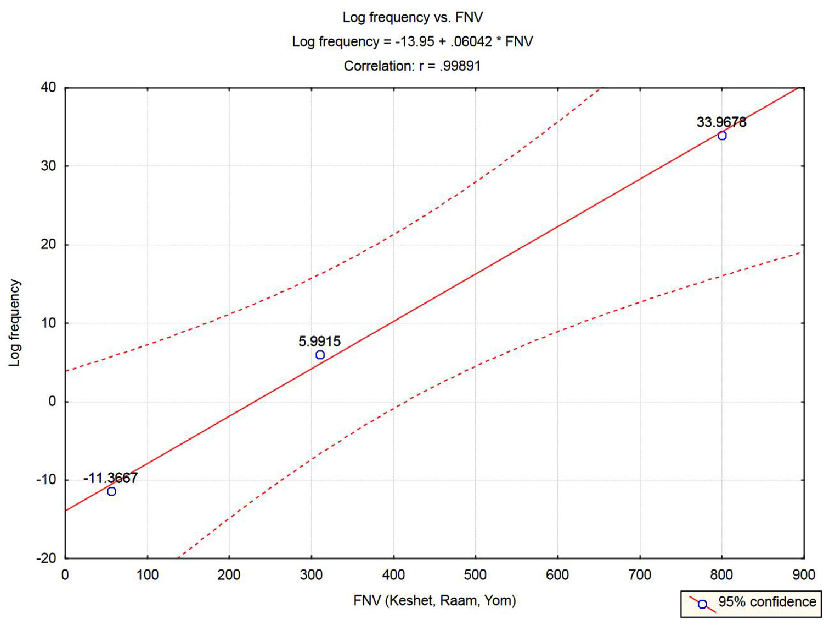 Log frequency vs. FNV
Log frequency = -13.95 + .06042 * FNV
Correlation: r = .99891
40
30
20
10
0
-10
-20
Log frequency
33.9678
5.9915
-11.3667
0 100 200 300 400 500 600 700 800 900
FNV (Keshet, Raam, Yom)
95% confidence